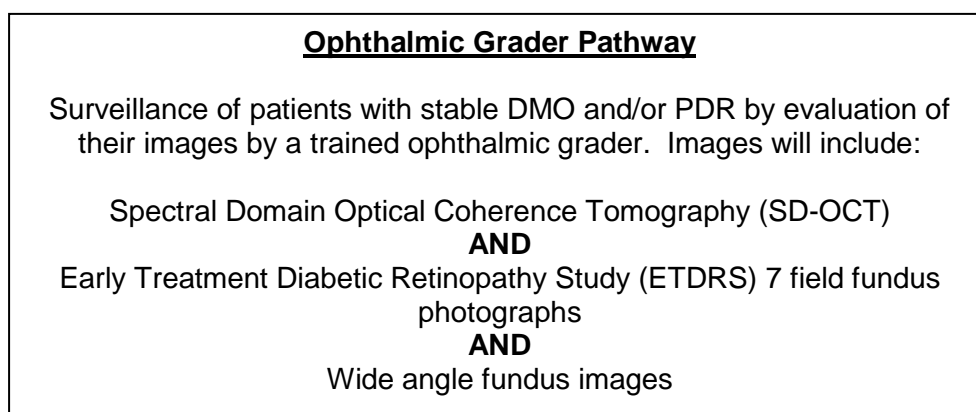 Ophthalmic Grader Pathway
Surveillance of patients with stable DMO and/or PDR by evaluation of
their images by a trained ophthalmic grader.  Images will include:
Spectral Domain Optical Coherence Tomography (SD-OCT)
AND
Early Treatment Diabetic Retinopathy Study (ETDRS) 7 field fundus
photographs
AND
Wide angle fundus images